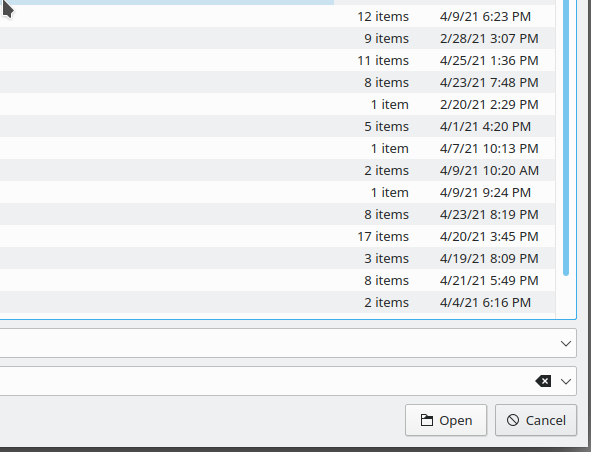 12 items 4/9/21 6:23 PM
9 items 2/28/21 3:07 PM
11 items 4/25/21 1:36 PM
8 items 4/23/21 7:48 PM
1 item 2/20/21 2:29 PM
5 items 4/1/21 4:20 PM
1 item 4/7/21 10:13 PM
2 items 4/9/21 10:20 AM
1 item 4/9/21 9:24 PM
8 items 4/23/21 8:19 PM
17 items 4/20/21 3:45 PM
3 items 4/19/21 8:09 PM
8 items 4/21/21 5:49 PM
2 items 4/4/21 6:16 PM
Open Cancel